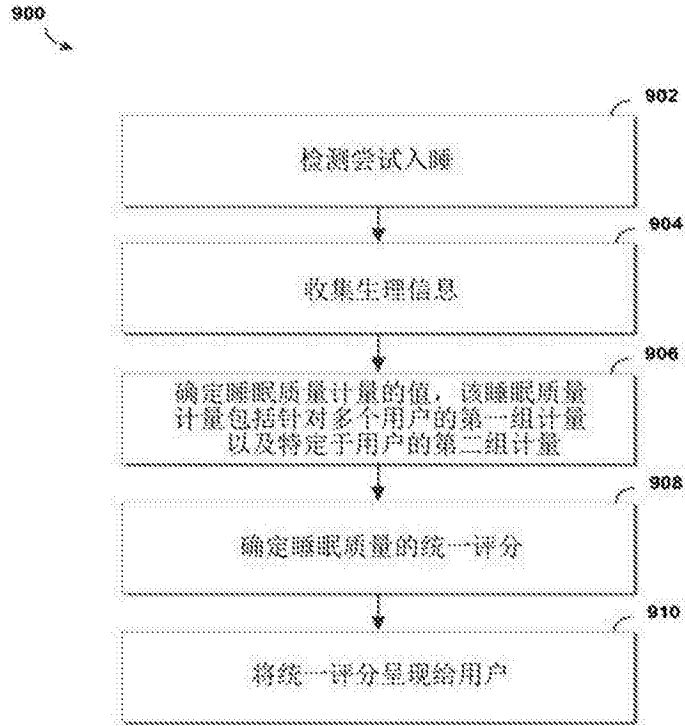 900
902
检测尝试入睡
904
收集生理信息
906
确定睡眠质量计量的值，该睡眠质量
计量包括针对多个用户的第一组计量
以及特定于用户的第二组计量
908
确定睡眠质量的统一评分
910
将统一评分呈现给用户